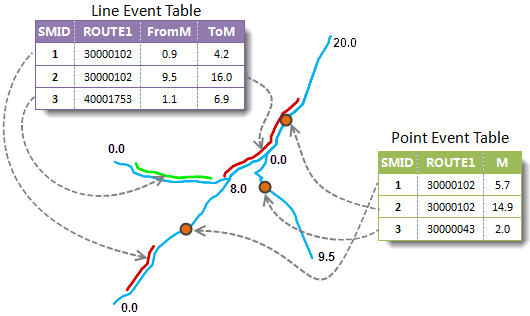 Line Event Table
SMID ROUTE1 FromM ToM
1 30000102 0.9 4.2
2 30000102 9.5 16.0
3 40001753 1.1 6.9
20.0
0.0
0.0
8.0
9.5
0.0
Point Event Table
SMID ROUTE1 M
1 30000102 5.7
2 30000102 14.9
3 30000043 2.0